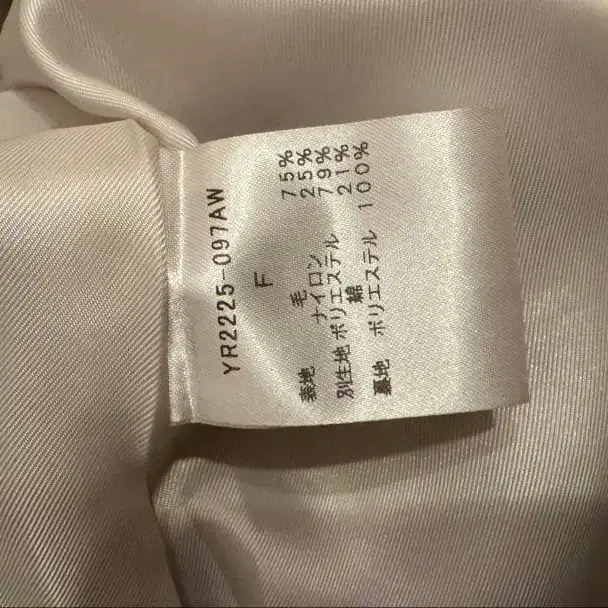 YR2225-097AW
F
表地 毛 75%
ナイロン 25%
別生地 ポリエステル 79%
綿 21%
裏地 ポリエステル 100%